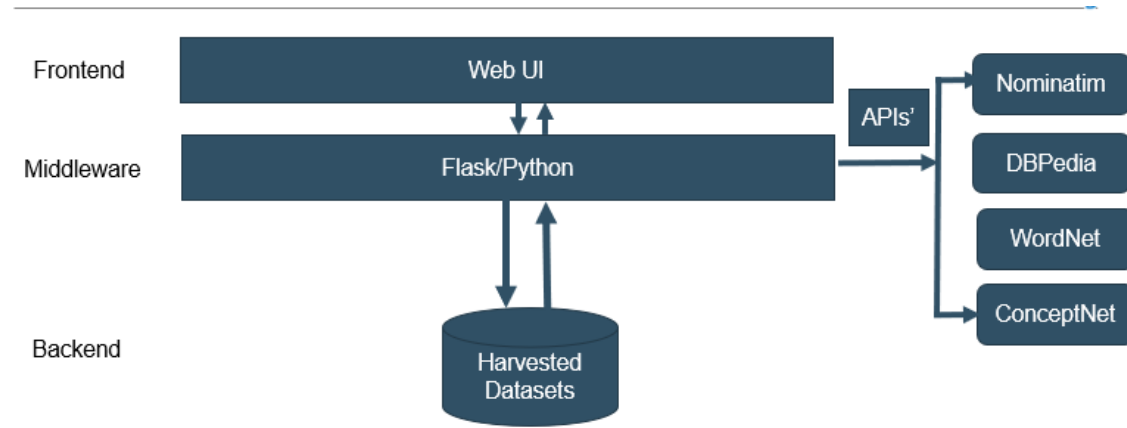 Frontend
Web UI
Nominatim
APIs’
DBPedia
Middleware
Flask/Python
WordNet
ConceptNet
Backend
Harvested
Datasets